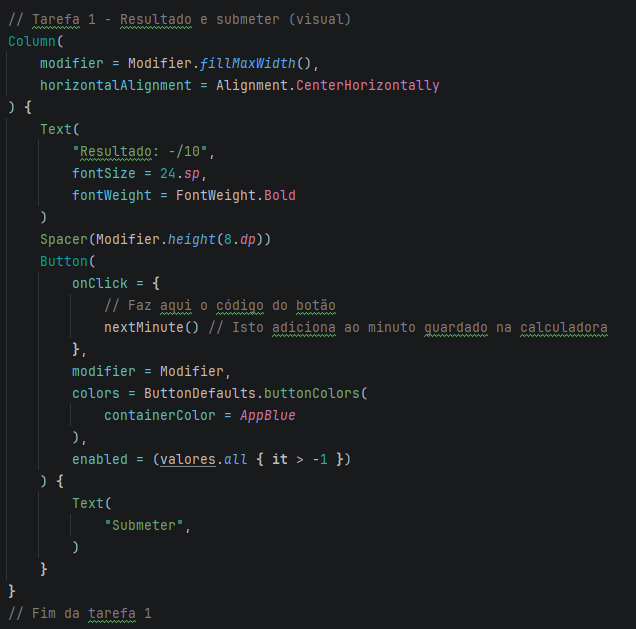 // Tarefa 1 - Resultado e submeter (visual)
Column(
    modifier = Modifier.fillMaxWidth(),
    horizontalAlignment = Alignment.CenterHorizontally
) {
    Text(
        "Resultado: -/10",
        fontSize = 24.sp,
        fontWeight = FontWeight.Bold
    )
    Spacer(Modifier.height(8.dp))
    Button(
        onClick = {
            // Faz aqui o código do botão
            nextMinute() // Isto adiciona ao minuto guardado na calculadora
        },
        modifier = Modifier,
        colors = ButtonDefaults.buttonColors(
            containerColor = AppBlue
        ),
        enabled = (valores.all { it > -1 })
    ) {
        Text(
            "Submeter",
        )
    }
}
// Fim da tarefa 1